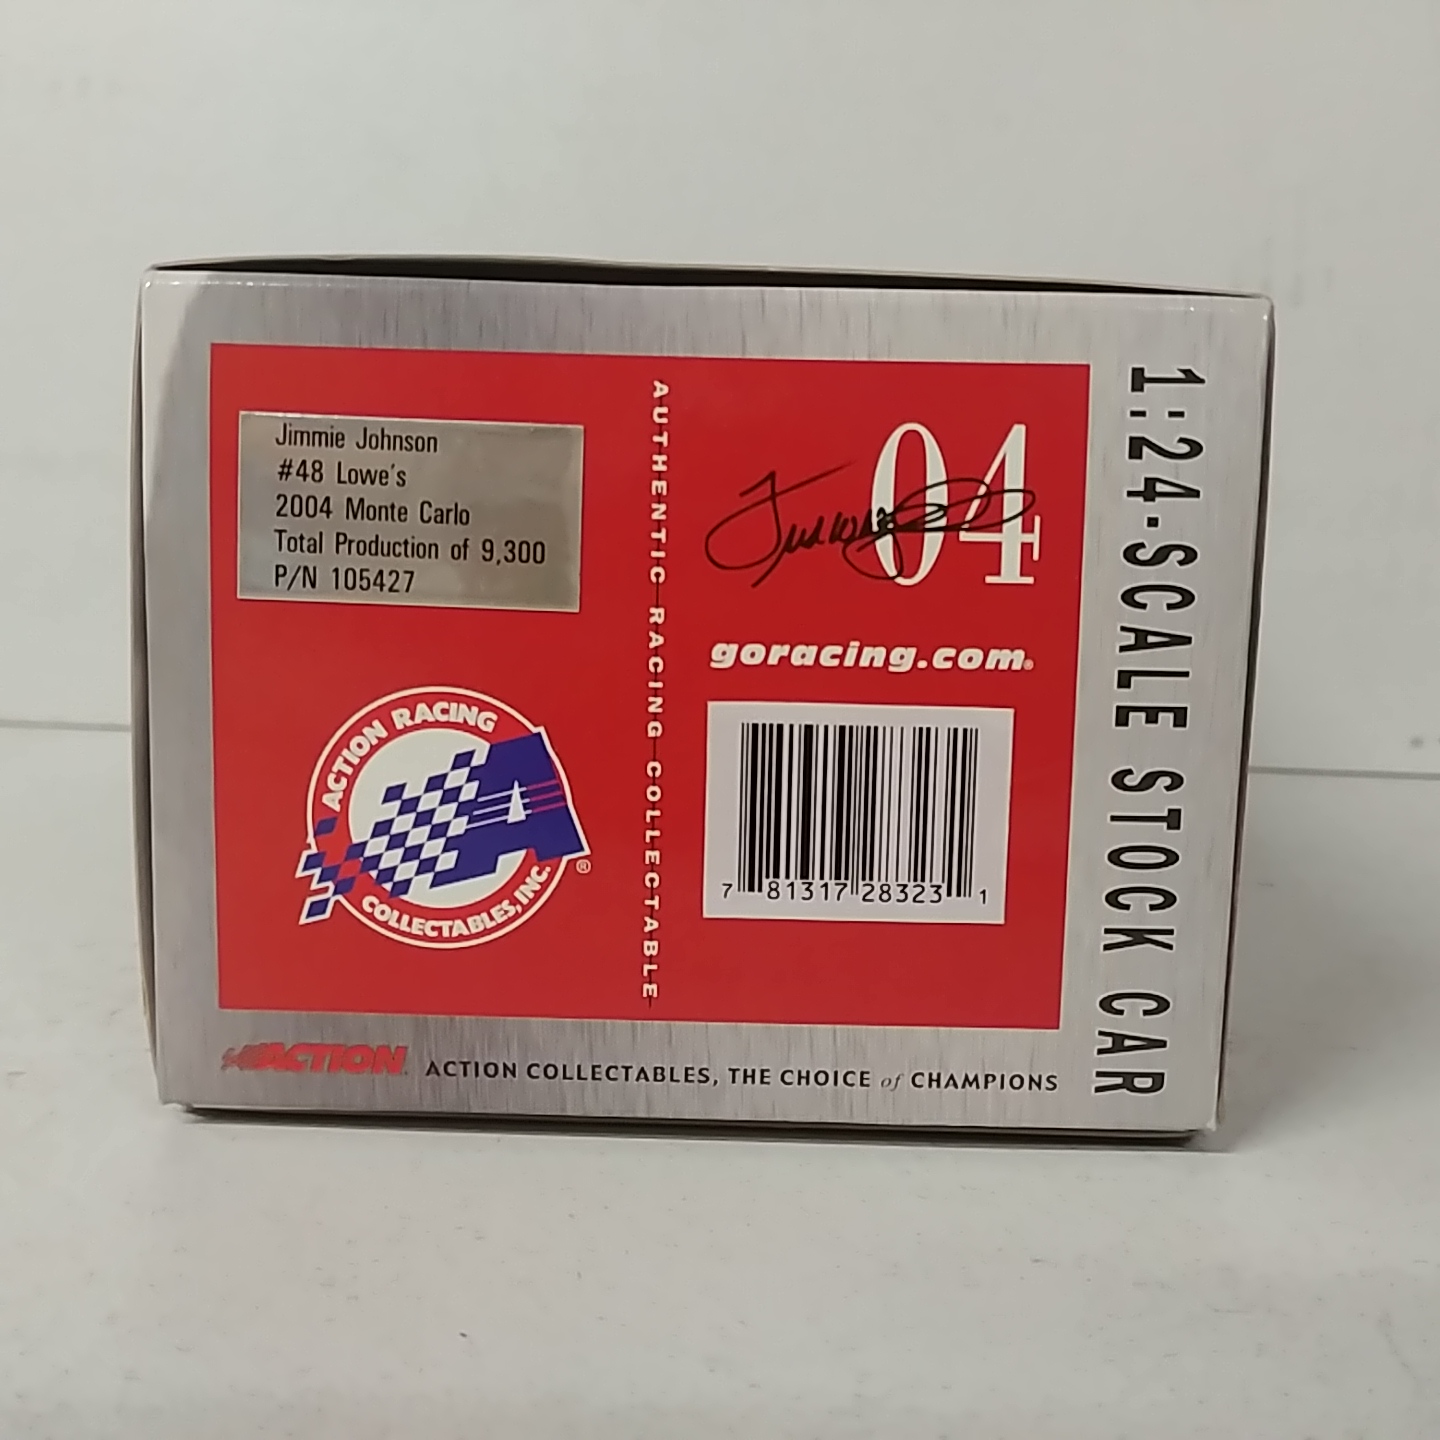 Jimmie Johnson
#48 Lowe's
2004 Monte Carlo
Total Production of 9,300
P/N 105427
ACTION RACING
COLLECTABLES, INC.
®
AUTHENTIC RACING COLLECTABLE
04
goracing.com®
7 81317 28323 1
1:24-SCALE STOCK CAR
ACTION
ACTION COLLECTABLES, THE CHOICE of CHAMPIONS